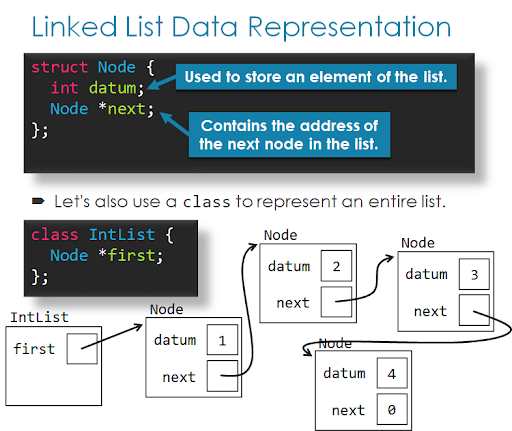 Linked List Data Representation
struct Node {
int datum;
Node *next;
};
Used to store an element of the list.
Contains the address of
the next node in the list.
Let's also use a class to represent an entire list.
class IntList {
Node *first;
};
IntList
first
Node
datum 1
next
Node
datum 2
next
Node
datum 3
next
Node
datum 4
next 0